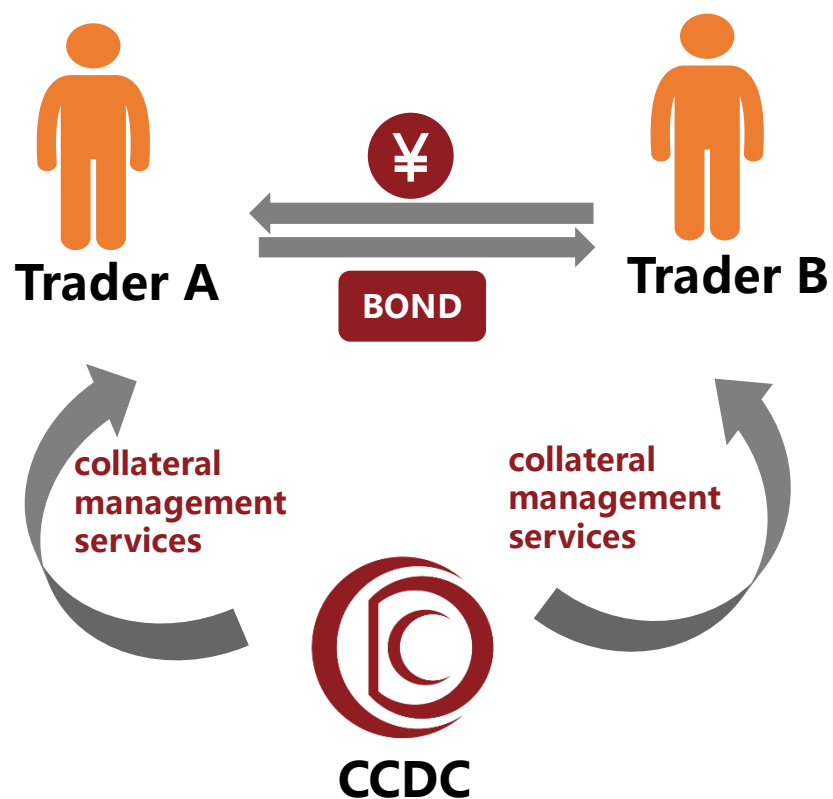 ¥
Trader A
Trader B
BOND
collateral
management
services
collateral
management
services
CCDC